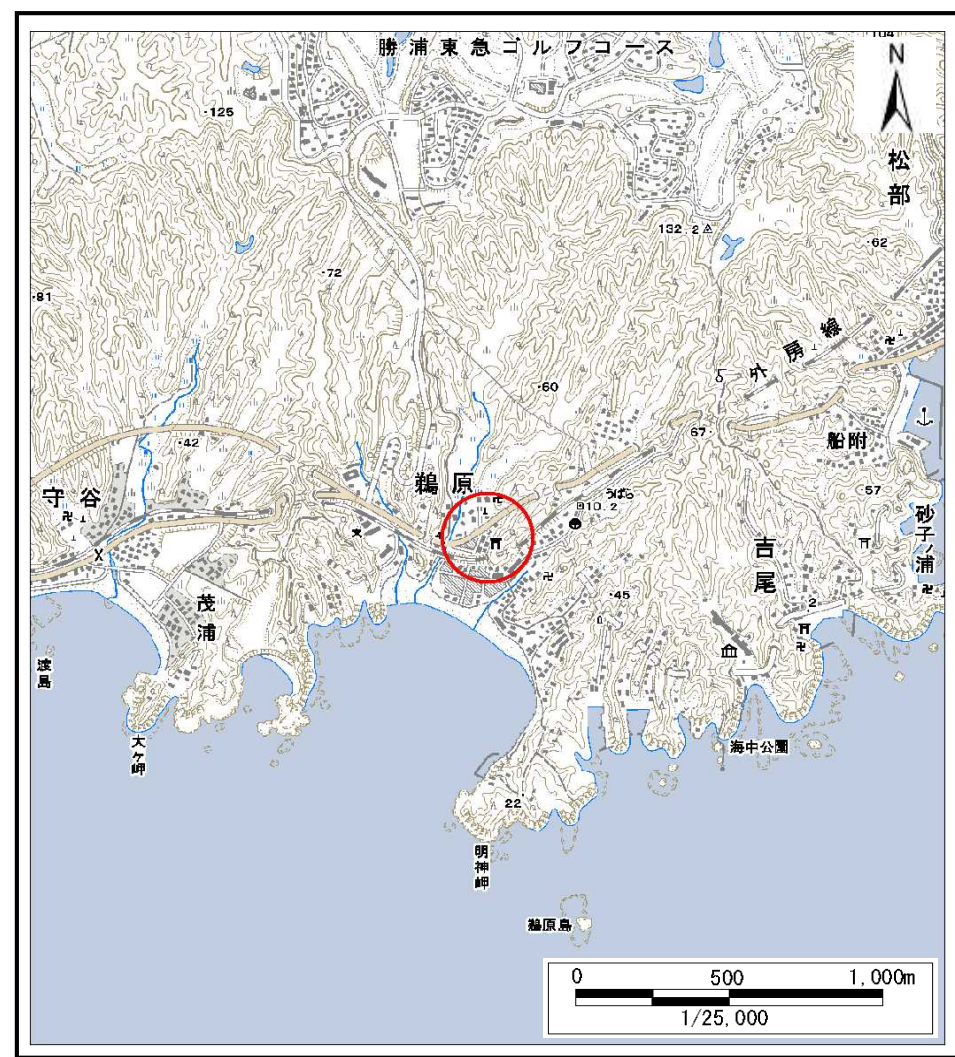 勝浦東急ゴルフコース
104
N
・125
松部
132.2
・62
・72
・81
外房線
・60
67
船附
・42
鵜原
うばら
10.2
・57
守谷
砂子ノ浦
吉尾
茂浦
・45
2
渡島
大ケ岬
海中公園
22
明神岬
鵜原島
0 500 1,000m
1/25,000